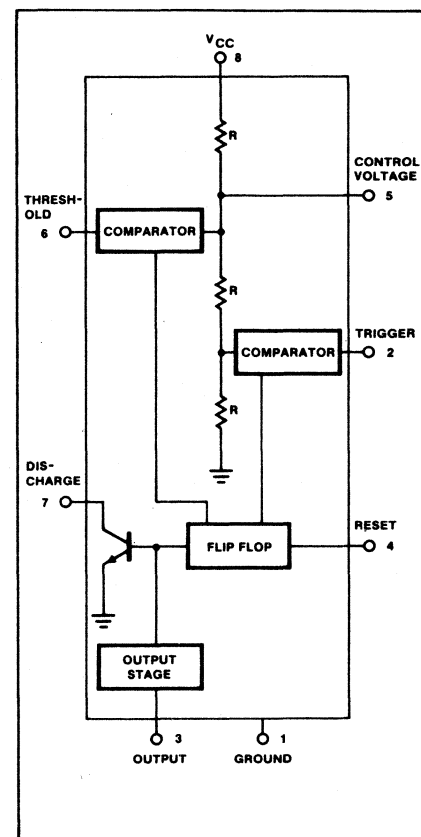 VCC
8
R
CONTROL
VOLTAGE
5
THRESH-
OLD
6
COMPARATOR
R
TRIGGER
COMPARATOR
2
R
DIS-
CHARGE
7
RESET
FLIP FLOP
4
OUTPUT
STAGE
3
1
OUTPUT
GROUND